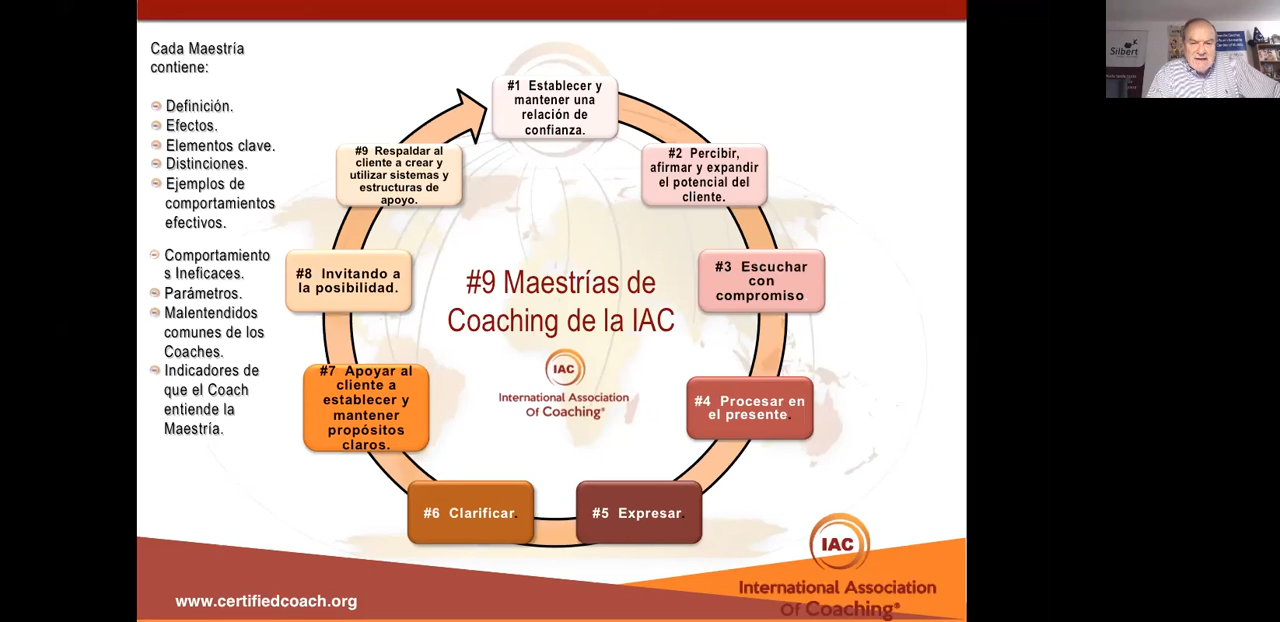 Cada Maestría
contiene:
Definición.
Efectos.
Elementos clave.
Distinciones.
Ejemplos de
comportamientos
efectivos.
Comportamiento
s Ineficaces.
Parámetros.
Malentendidos
comunes de los
Coaches.
Indicadores de
que el Coach
entiende la
Maestría.
#1 Establecer y
mantener una
relación de
confianza.
#2 Percibir,
afirmar y expandir
el potencial del
cliente.
#3 Escuchar
con
compromiso.
#4 Procesar en
el presente.
#5 Expresar.
#6 Clarificar.
#7 Apoyar al
cliente a
establecer y
mantener
propósitos
claros.
#8 Invitando a
la posibilidad.
#9 Respaldar al
cliente a crear y
utilizar sistemas y
estructuras de
apoyo.
#9 Maestrías de
Coaching de la IAC
IAC
International Association
Of Coaching®
www.certifiedcoach.org
IAC
International Association
Of Coaching®
Silbert